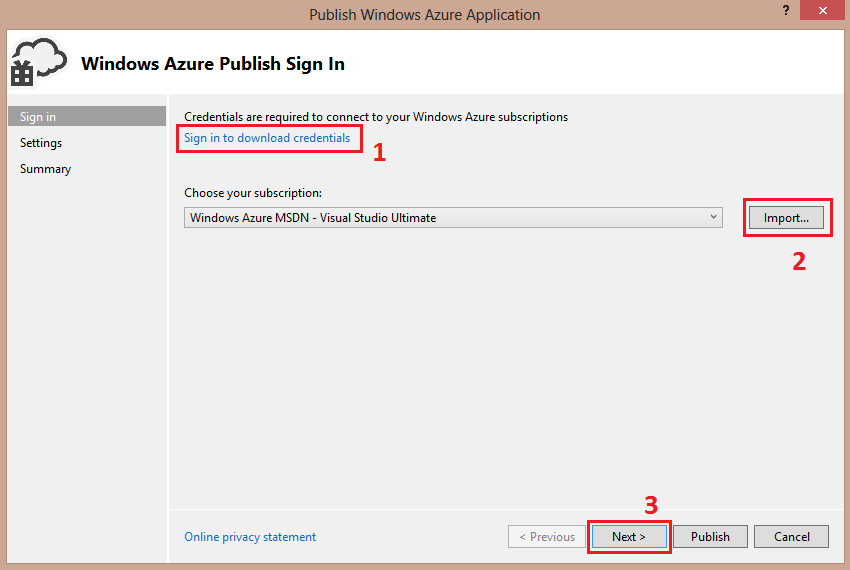 Publish Windows Azure Application
?
Windows Azure Publish Sign In
Sign in
Settings
Summary
Credentials are required to connect to your Windows Azure subscriptions
Sign in to download credentials
1
Choose your subscription:
Windows Azure MSDN - Visual Studio Ultimate
Import...
2
3
Online privacy statement
< Previous
Next >
Publish
Cancel